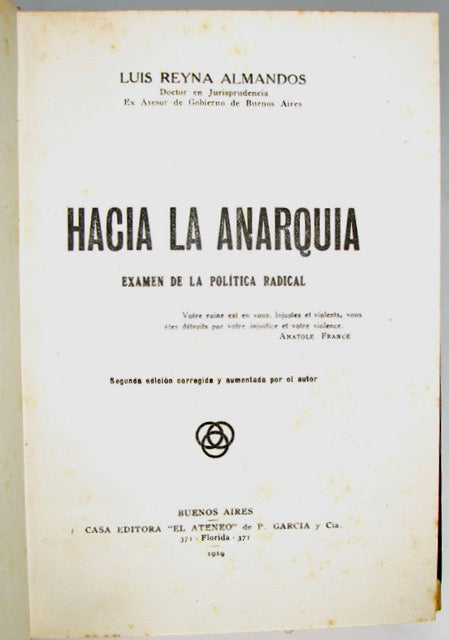 LUIS REYNA ALMANDOS
Doctor en Jurisprudencia
Ex Asesor de Gobierno de Buenos Aires
HACIA LA ANARQUIA
EXAMEN DE LA POLÍTICA RADICAL
Votre ruine est en vous. Injustes et violents, vous
êtes détruits par votre injustice et votre violence.
ANATOLE FRANCE
Segunda edición corregida y aumentada por el autor
BUENOS AIRES
CASA EDITORA "EL ATENEO" de P. GARCIA y Cia.
371 - Florida - 371
1919